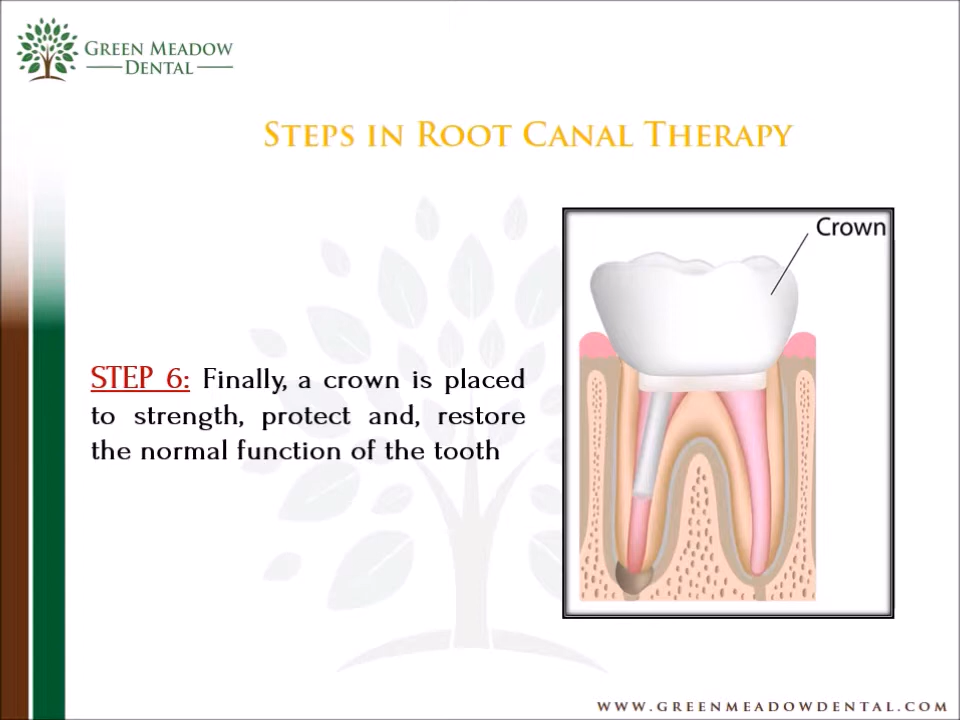 GREEN MEADOW
DENTAL
STEPS IN ROOT CANAL THERAPY
Crown
STEP 6: Finally, a crown is placed
to strength, protect and, restore
the normal function of the tooth
WWW.GREENMEADOWDENTAL.COM